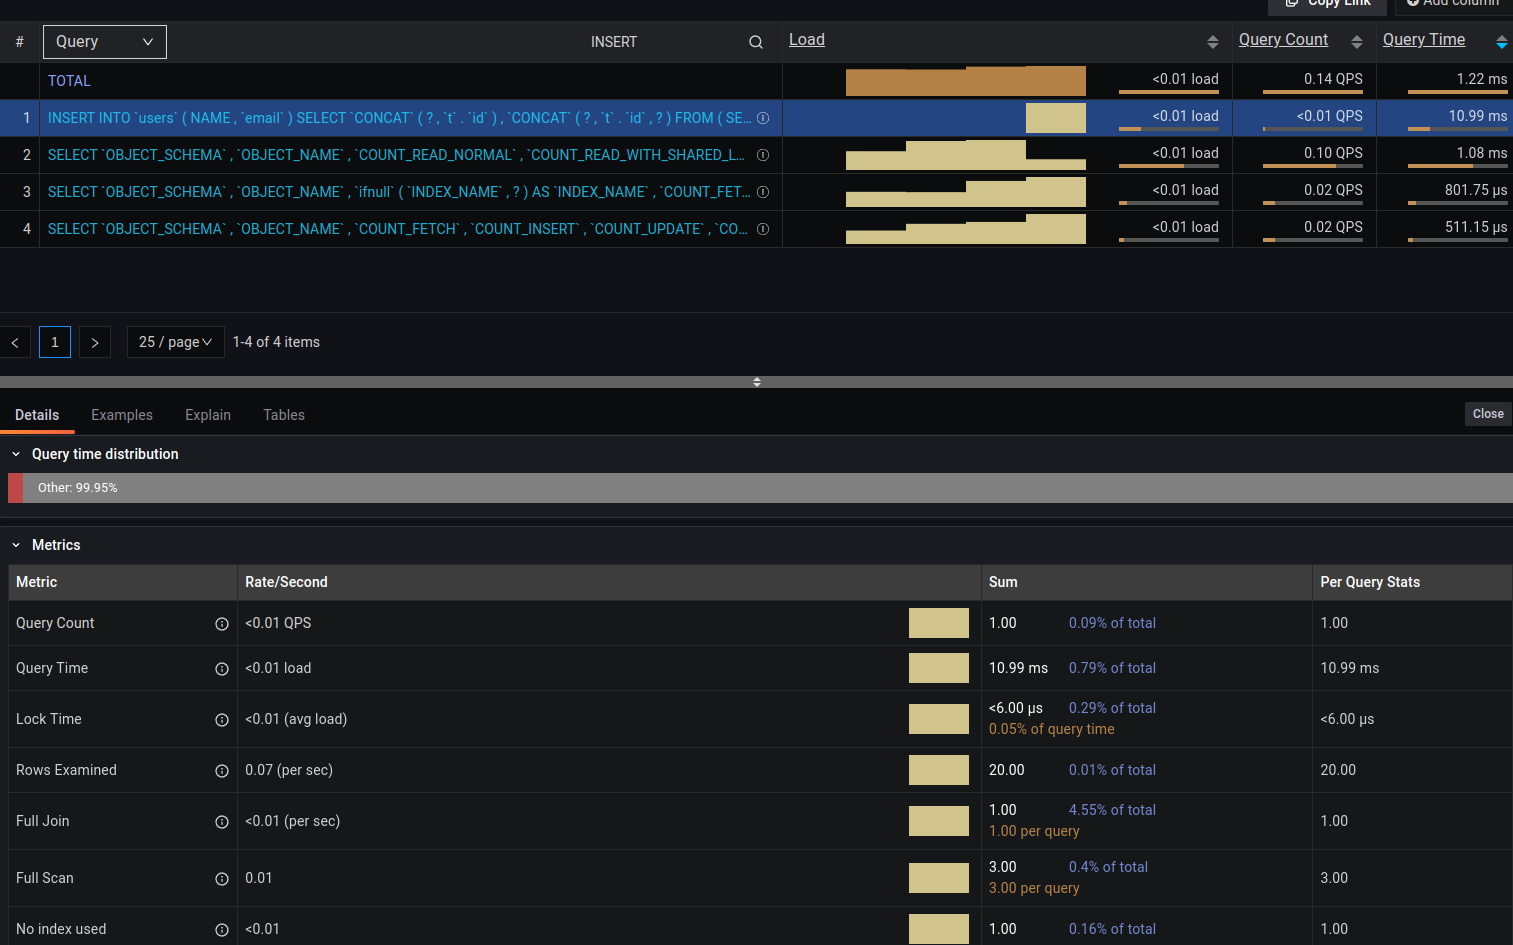 Copy Link
Add column
# Query INSERT Load Query Count Query Time
TOTAL <0.01 load 0.14 QPS 1.22 ms
1 INSERT INTO `users` ( NAME , `email` ) SELECT `CONCAT` ( ? , `t` . `id` ) , `CONCAT` ( ? , `t` . `id` , ? ) FROM ( SE... <0.01 load <0.01 QPS 10.99 ms
2 SELECT `OBJECT_SCHEMA` , `OBJECT_NAME` , `COUNT_READ_NORMAL` , `COUNT_READ_WITH_SHARED_L... <0.01 load 0.10 QPS 1.08 ms
3 SELECT `OBJECT_SCHEMA` , `OBJECT_NAME` , `ifnull` ( `INDEX_NAME` , ? ) AS `INDEX_NAME` , `COUNT_FET... <0.01 load 0.02 QPS 801.75 µs
4 SELECT `OBJECT_SCHEMA` , `OBJECT_NAME` , `COUNT_FETCH` , `COUNT_INSERT` , `COUNT_UPDATE` , `CO... <0.01 load 0.02 QPS 511.15 µs
< 1 > 25 / page 1-4 of 4 items
Details Examples Explain Tables Close
Query time distribution
Other: 99.95%
Metrics
Metric Rate/Second Sum Per Query Stats
Query Count <0.01 QPS 1.00 0.09% of total 1.00
Query Time <0.01 load 10.99 ms 0.79% of total 10.99 ms
Lock Time <0.01 (avg load) <6.00 µs 0.29% of total <6.00 µs
0.05% of query time
Rows Examined 0.07 (per sec) 20.00 0.01% of total 20.00
Full Join <0.01 (per sec) 1.00 4.55% of total 1.00
1.00 per query
Full Scan 0.01 3.00 0.4% of total 3.00
3.00 per query
No index used <0.01 1.00 0.16% of total 1.00